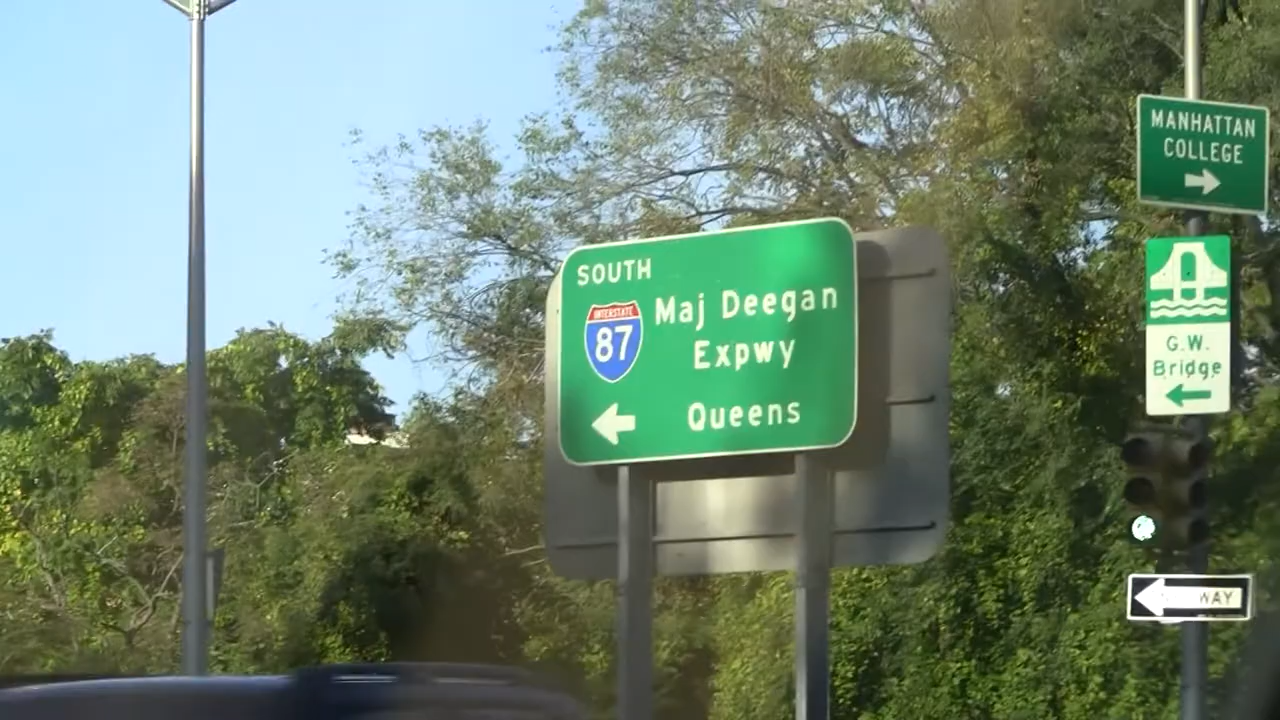 SOUTH
INTERSTATE
87
Maj Deegan
Expwy
Queens
MANHATTAN
COLLEGE
G.W.
Bridge
WAY